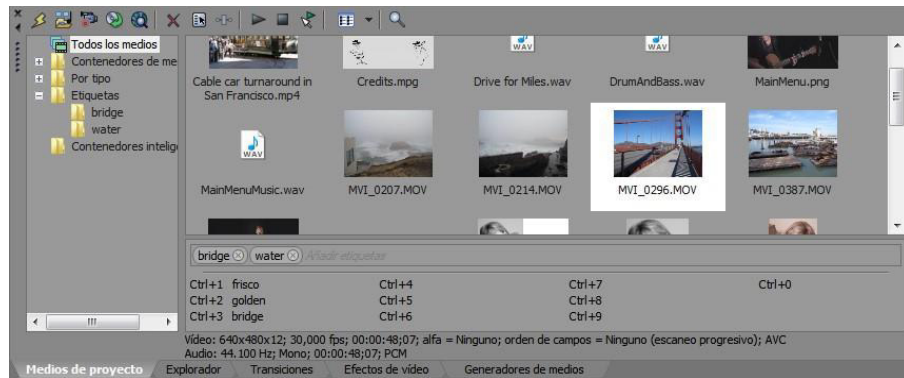 Todos los medios
Contenedores de me
Por tipo
Etiquetas
bridge
water
Contenedores intelig
WAV
WAV
Cable car turnaround in
San Francisco.mp4
Credits.mpg
Drive for Miles.wav
DrumAndBass.wav
MainMenu.png
WAV
MainMenuMusic.wav
MVI_0207.MOV
MVI_0214.MOV
MVI_0296.MOV
MVI_0387.MOV
bridge water Añadir etiquetas
Ctrl+1 frisco Ctrl+4 Ctrl+7 Ctrl+0
Ctrl+2 golden Ctrl+5 Ctrl+8
Ctrl+3 bridge Ctrl+6 Ctrl+9
Vídeo: 640x480x12; 30,000 fps; 00:00:48;07; alfa = Ninguno; orden de campos = Ninguno (escaneo progresivo); AVC
Audio: 44.100 Hz; Mono; 00:00:48;07; PCM
Medios de proyecto Explorador Transiciones Efectos de vídeo Generadores de medios